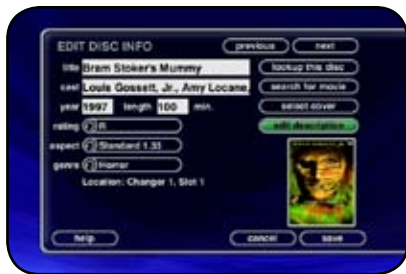 EDIT DISC INFO
previous
next
title Bram Stoker's Mummy
lookup this disc
cast Louis Gossett, Jr., Amy Locane,
search for movie
year 1997 length 100 min.
select cover
rating R
edit description
aspect Standard 1.33
genre Horror
Location: Changer 1, Slot 1
help
cancel
save